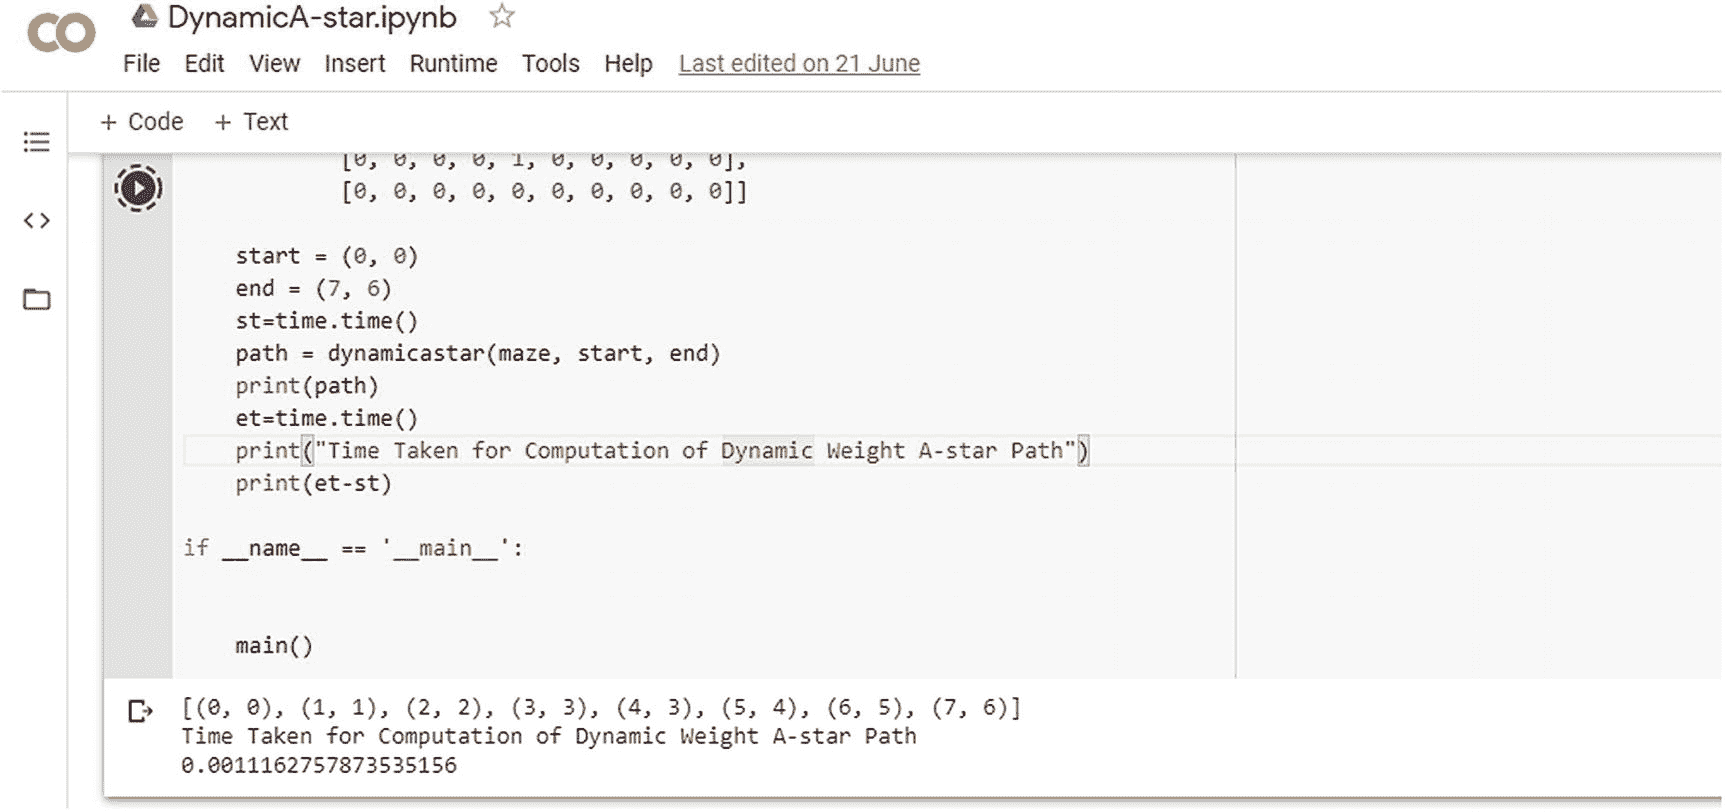 CO
DynamicA-star.ipynb
File Edit View Insert Runtime Tools Help Last edited on 21 June
+ Code + Text
[0, 0, 0, 0, 1, 0, 0, 0, 0, 0],
[0, 0, 0, 0, 0, 0, 0, 0, 0, 0]]
start = (0, 0)
end = (7, 6)
st=time.time()
path = dynamicastar(maze, start, end)
print(path)
et=time.time()
print("Time Taken for Computation of Dynamic Weight A-star Path")
print(et-st)
if __name__ == '__main__':
main()
[(0, 0), (1, 1), (2, 2), (3, 3), (4, 3), (5, 4), (6, 5), (7, 6)]
Time Taken for Computation of Dynamic Weight A-star Path
0.0011162757873535156